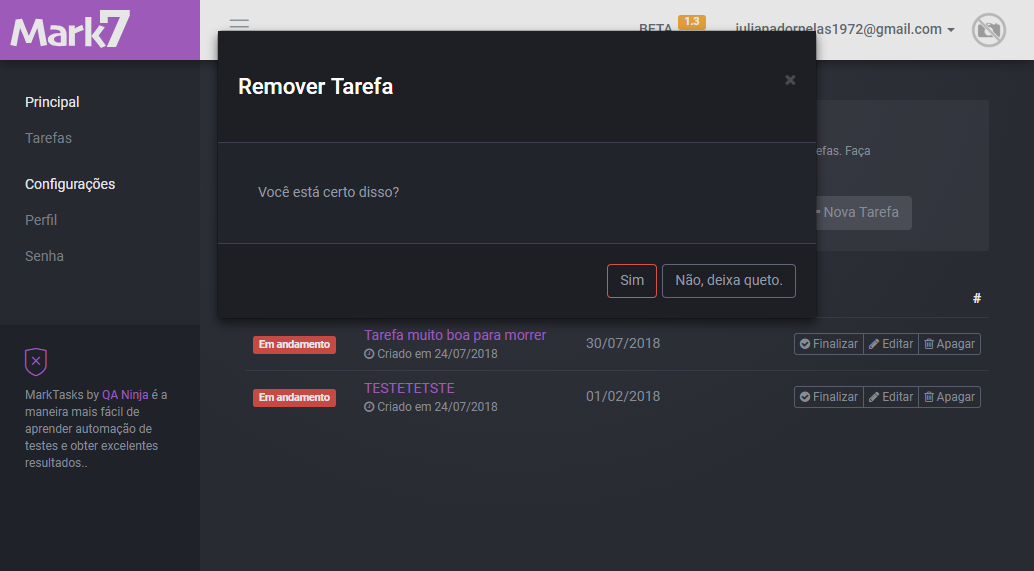 Mark7
BETA 1.3
julianadornelas1972@gmail.com
Principal
Tarefas
Configurações
Perfil
Senha
MarkTasks by QA Ninja é a
maneira mais fácil de
aprender automação de
testes e obter excelentes
resultados..
Remover Tarefa
×
Você está certo disso?
Sim
Não, deixa queto.
efas. Faça
Nova Tarefa
#
Em andamento
Tarefa muito boa para morrer
Criado em 24/07/2018
30/07/2018
Finalizar Editar Apagar
Em andamento
TESTETETSTE
Criado em 24/07/2018
01/02/2018
Finalizar Editar Apagar